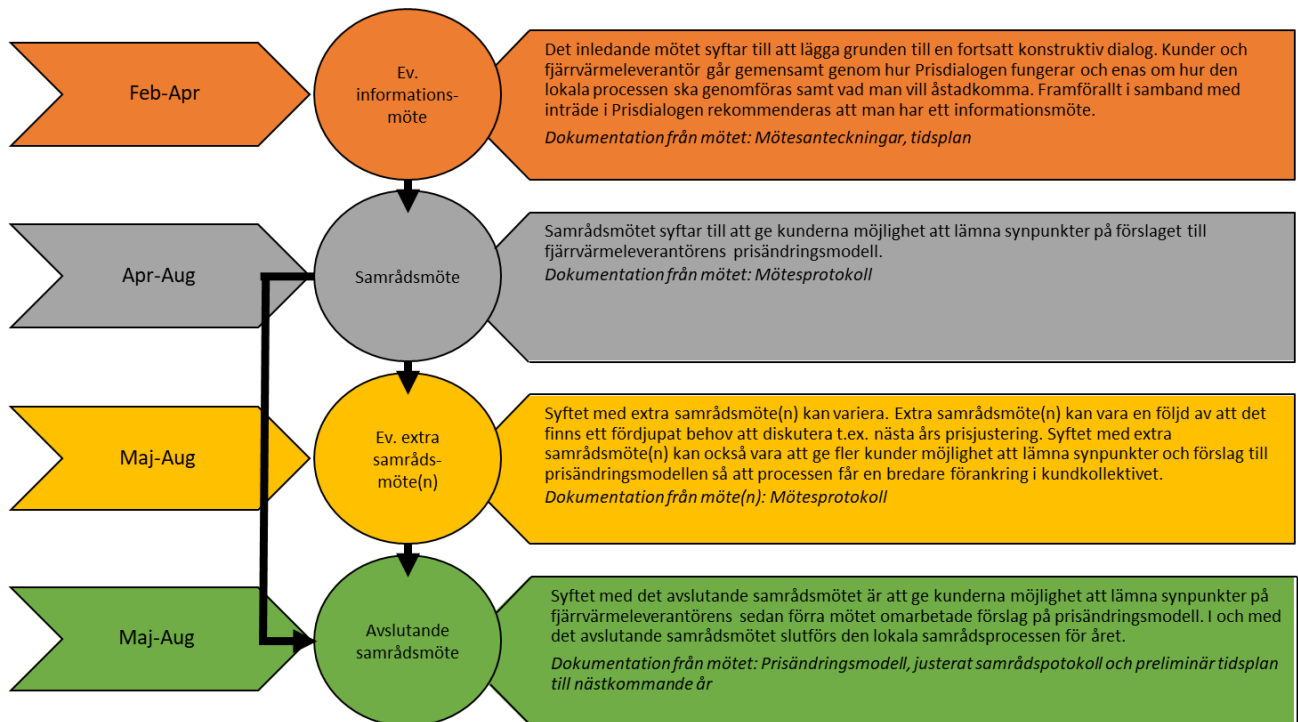 Feb-Apr
Ev.
informations-
möte
Det inledande mötet syftar till att lägga grunden till en fortsatt konstruktiv dialog. Kunder och
fjärrvärmeleverantör går gemensamt genom hur Prisdialogen fungerar och enas om hur den
lokala processen ska genomföras samt vad man vill åstadkomma. Framförallt i samband med
inträde i Prisdialogen rekommenderas att man har ett informationsmöte.
Dokumentation från mötet: Mötesanteckningar, tidsplan
Apr-Aug
Samrådsmöte
Samrådsmötet syftar till att ge kunderna möjlighet att lämna synpunkter på förslaget till
fjärrvärmeleverantörens prisändringsmodell.
Dokumentation från mötet: Mötesprotokoll
Maj-Aug
Ev. extra
samråds-
möte(n)
Syftet med extra samrådsmöte(n) kan variera. Extra samrådsmöte(n) kan vara en följd av att det
finns ett fördjupat behov att diskutera t.ex. nästa års prisjustering. Syftet med extra
samrådsmöte(n) kan också vara att ge fler kunder möjlighet att lämna synpunkter och förslag till
prisändringsmodellen så att processen får en bredare förankring i kundkollektivet.
Dokumentation från möte(n): Mötesprotokoll
Maj-Aug
Avslutande
samrådsmöte
Syftet med det avslutande samrådsmötet är att ge kunderna möjlighet att lämna synpunkter på
fjärrvärmeleverantörens sedan förra mötet omarbetade förslag på prisändringsmodell. I och med
det avslutande samrådsmötet slutförs den lokala samrådsprocessen för året.
Dokumentation från mötet: Prisändringsmodell, justerat samrådspotokoll och preliminär tidsplan
till nästkommande år